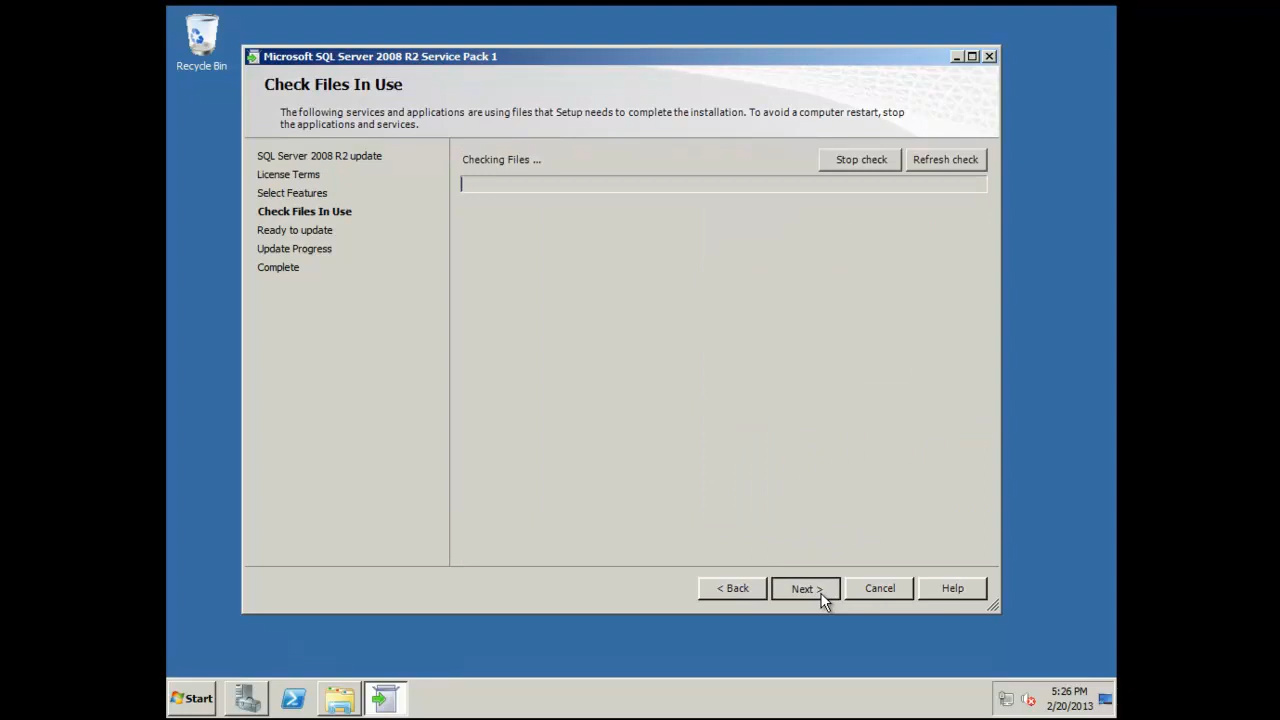 Recycle Bin
Microsoft SQL Server 2008 R2 Service Pack 1
Check Files In Use
The following services and applications are using files that Setup needs to complete the installation. To avoid a computer restart, stop
the applications and services.
SQL Server 2008 R2 update
License Terms
Select Features
Check Files In Use
Ready to update
Update Progress
Complete
Checking Files ...
Stop check
Refresh check
< Back
Next >
Cancel
Help
Start
5:26 PM
2/20/2013